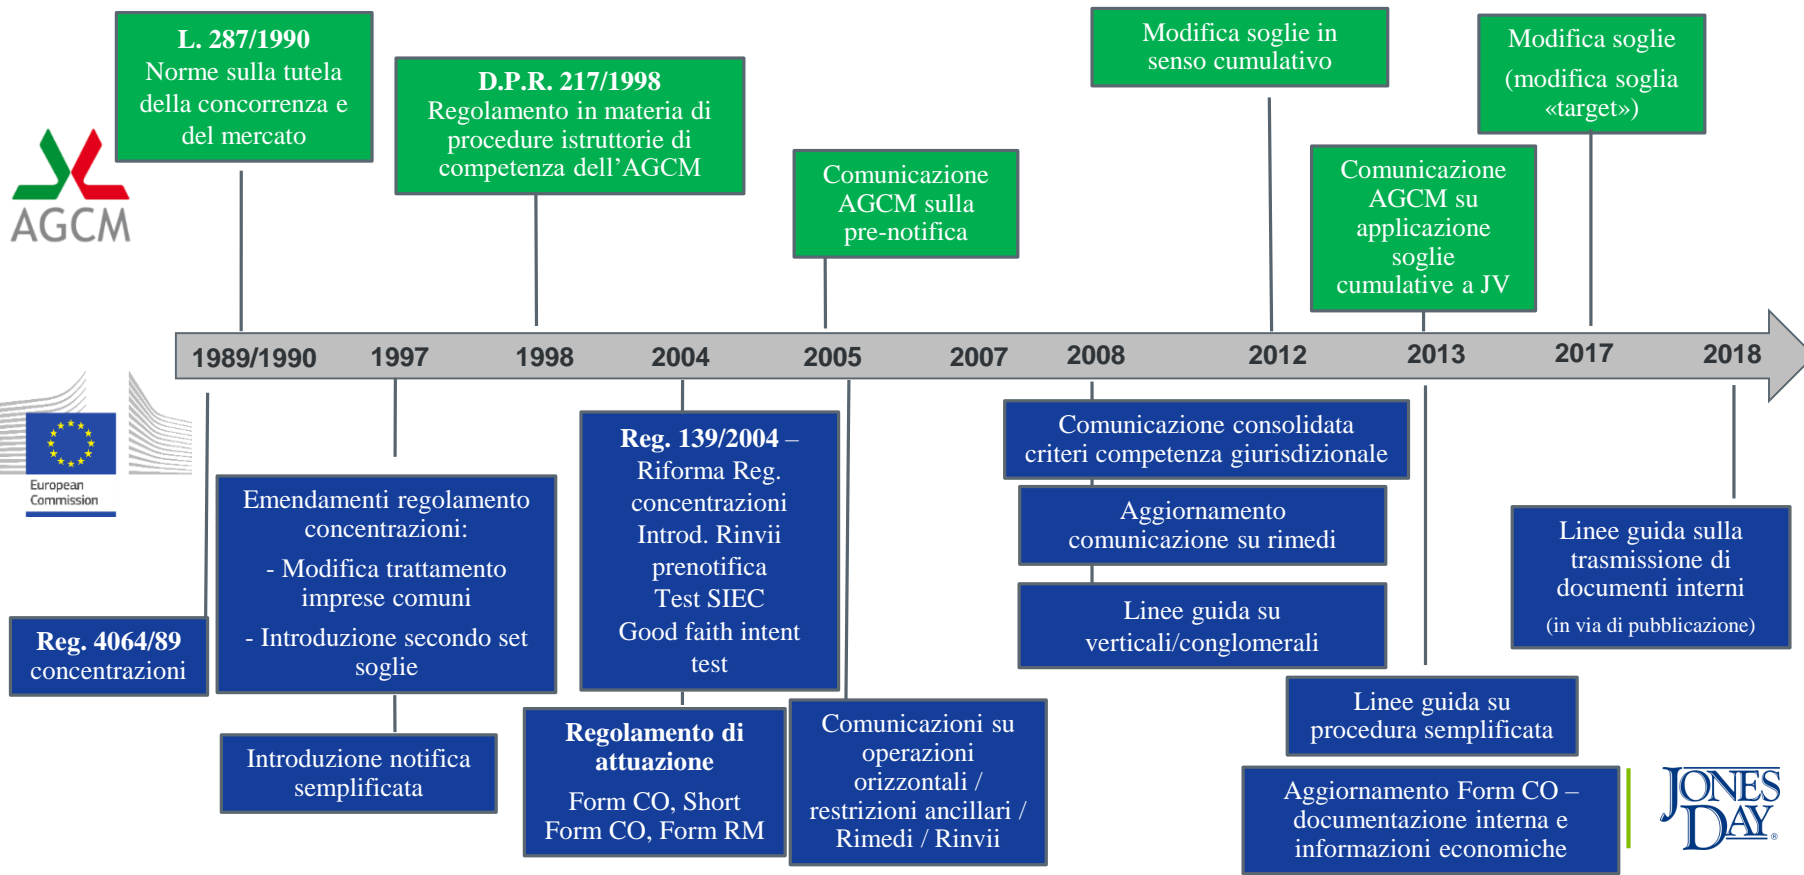 L. 287/1990
Norme sulla tutela
della concorrenza e
del mercato
D.P.R. 217/1998
Regolamento in materia di
procedure istruttorie di
competenza dell’AGCM
Comunicazione
AGCM sulla
pre-notifica
Modifica soglie in
senso cumulativo
Comunicazione
AGCM su
applicazione
soglie
cumulative a JV
Modifica soglie
(modifica soglia
«target»)
AGCM
1989/1990 1997 1998 2004 2005 2007 2008 2012 2013 2017 2018
European
Commission
Reg. 4064/89
concentrazioni
Emendamenti regolamento
concentrazioni:
- Modifica trattamento
imprese comuni
- Introduzione secondo set
soglie
Introduzione notifica
semplificata
Reg. 139/2004 –
Riforma Reg.
concentrazioni
Introd. Rinvii
prenotifica
Test SIEC
Good faith intent
test
Regolamento di
attuazione
Form CO, Short
Form CO, Form RM
Comunicazioni su
operazioni
orizzontali /
restrizioni ancillari /
Rimedi / Rinvii
Comunicazione consolidata
criteri competenza giurisdizionale
Aggiornamento
comunicazione su rimedi
Linee guida su
verticali/conglomerali
Linee guida su
procedura semplificata
Aggiornamento Form CO –
documentazione interna e
informazioni economiche
Linee guida sulla
trasmissione di
documenti interni
(in via di pubblicazione)
JONES
DAY®